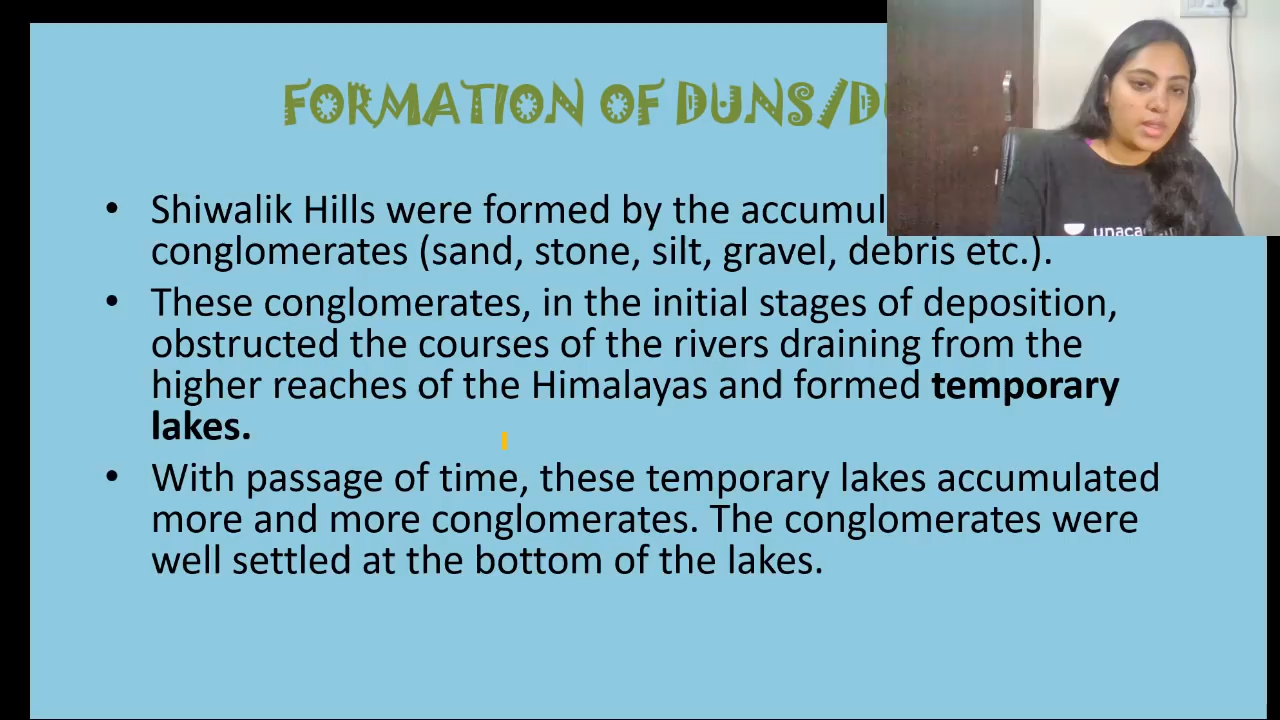 FORMATION OF DUNS/
Shiwalik Hills were formed by the
conglomerates (sand, stone, silt, gravel, debris etc.).
These conglomerates, in the initial stages of deposition,
obstructed the courses of the rivers draining from the
higher reaches of the Himalayas and formed temporary
lakes.
With passage of time, these temporary lakes accumulated
more and more conglomerates. The conglomerates were
well settled at the bottom of the lakes.